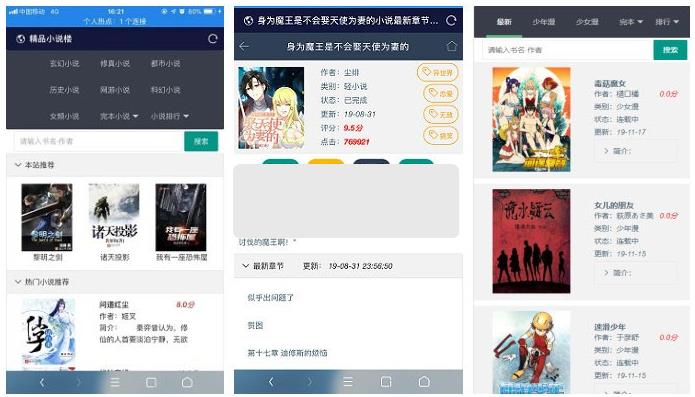 中国移动 4G 16:21 81%
个人热点：1 个连接
精品小说楼
玄幻小说 修真小说 都市小说
历史小说 网游小说 科幻小说
女频小说 完本小说 小说排行
请输入书名·作者 搜索
本站推荐
黎明之剑 诸天投影 我有一座恐怖屋
热门小说推荐
问道红尘 8.0分
作者：姬叉
简介： 秦弈曾认为，修
仙的人首要淡泊宁静，无欲
身为魔王是不会娶天使为妻的小说最新章节...
身为魔王是不会娶天使为妻的
作者：尘绯
类别：轻小说
状态：已完成
更新：19-08-31
评分：9.5分
点击：769921
异世界
恋爱
无敌
搞笑
讨伐的魔王啊！"
最新章节 更新：19-08-31 23:56:50
似乎出问题了
贺图
第十七章 迪修斯的烦恼
最新 少年漫 少女漫 完本 排行
请输入书名·作者 搜索
毒菇魔女
作者：樋口橘 0.0分
类别：少女漫
状态：连载中
更新：19-11-17
简介：
女儿的朋友
作者：萩原あさ美 0.0分
类别：少年漫
状态：连载中
更新：19-11-15
简介：
速滑少年
作者：于彦舒 0.0分
类别：少年漫
状态：连载中
更新：19-11-15